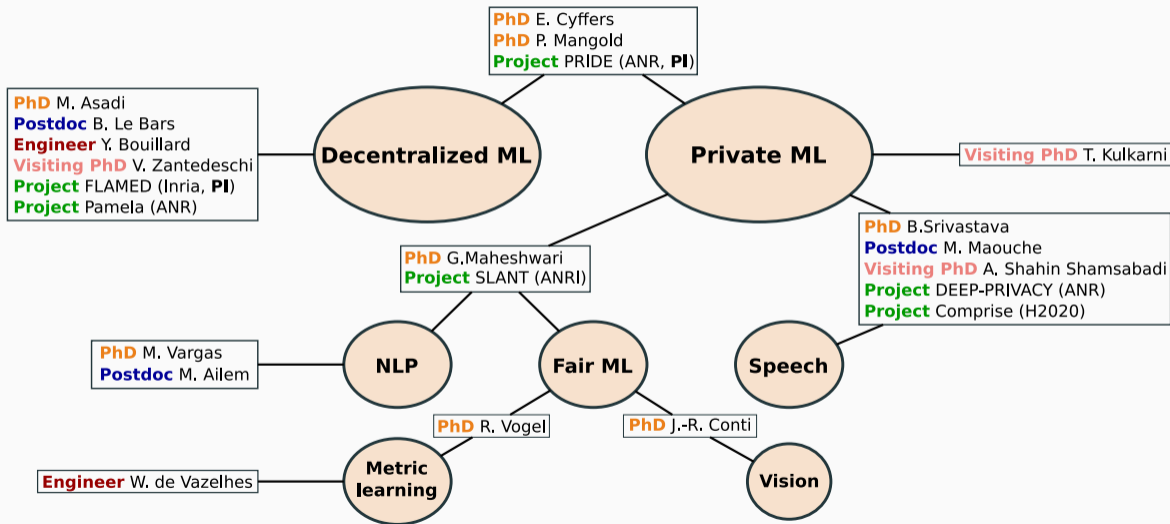 PhD E. Cyffers
PhD P. Mangold
Project PRIDE (ANR, PI)
PhD M. Asadi
Postdoc B. Le Bars
Engineer Y. Bouillard
Visiting PhD V. Zantedeschi
Project FLAMED (Inria, PI)
Project Pamela (ANR)
Decentralized ML
Private ML
Visiting PhD T. Kulkarni
PhD B.Srivastava
Postdoc M. Maouche
Visiting PhD A. Shahin Shamsabadi
Project DEEP-PRIVACY (ANR)
Project Comprise (H2020)
PhD G.Maheshwari
Project SLANT (ANRI)
PhD M. Vargas
Postdoc M. Ailem
NLP
Fair ML
Speech
PhD R. Vogel
PhD J.-R. Conti
Engineer W. de Vazelhes
Metric
learning
Vision